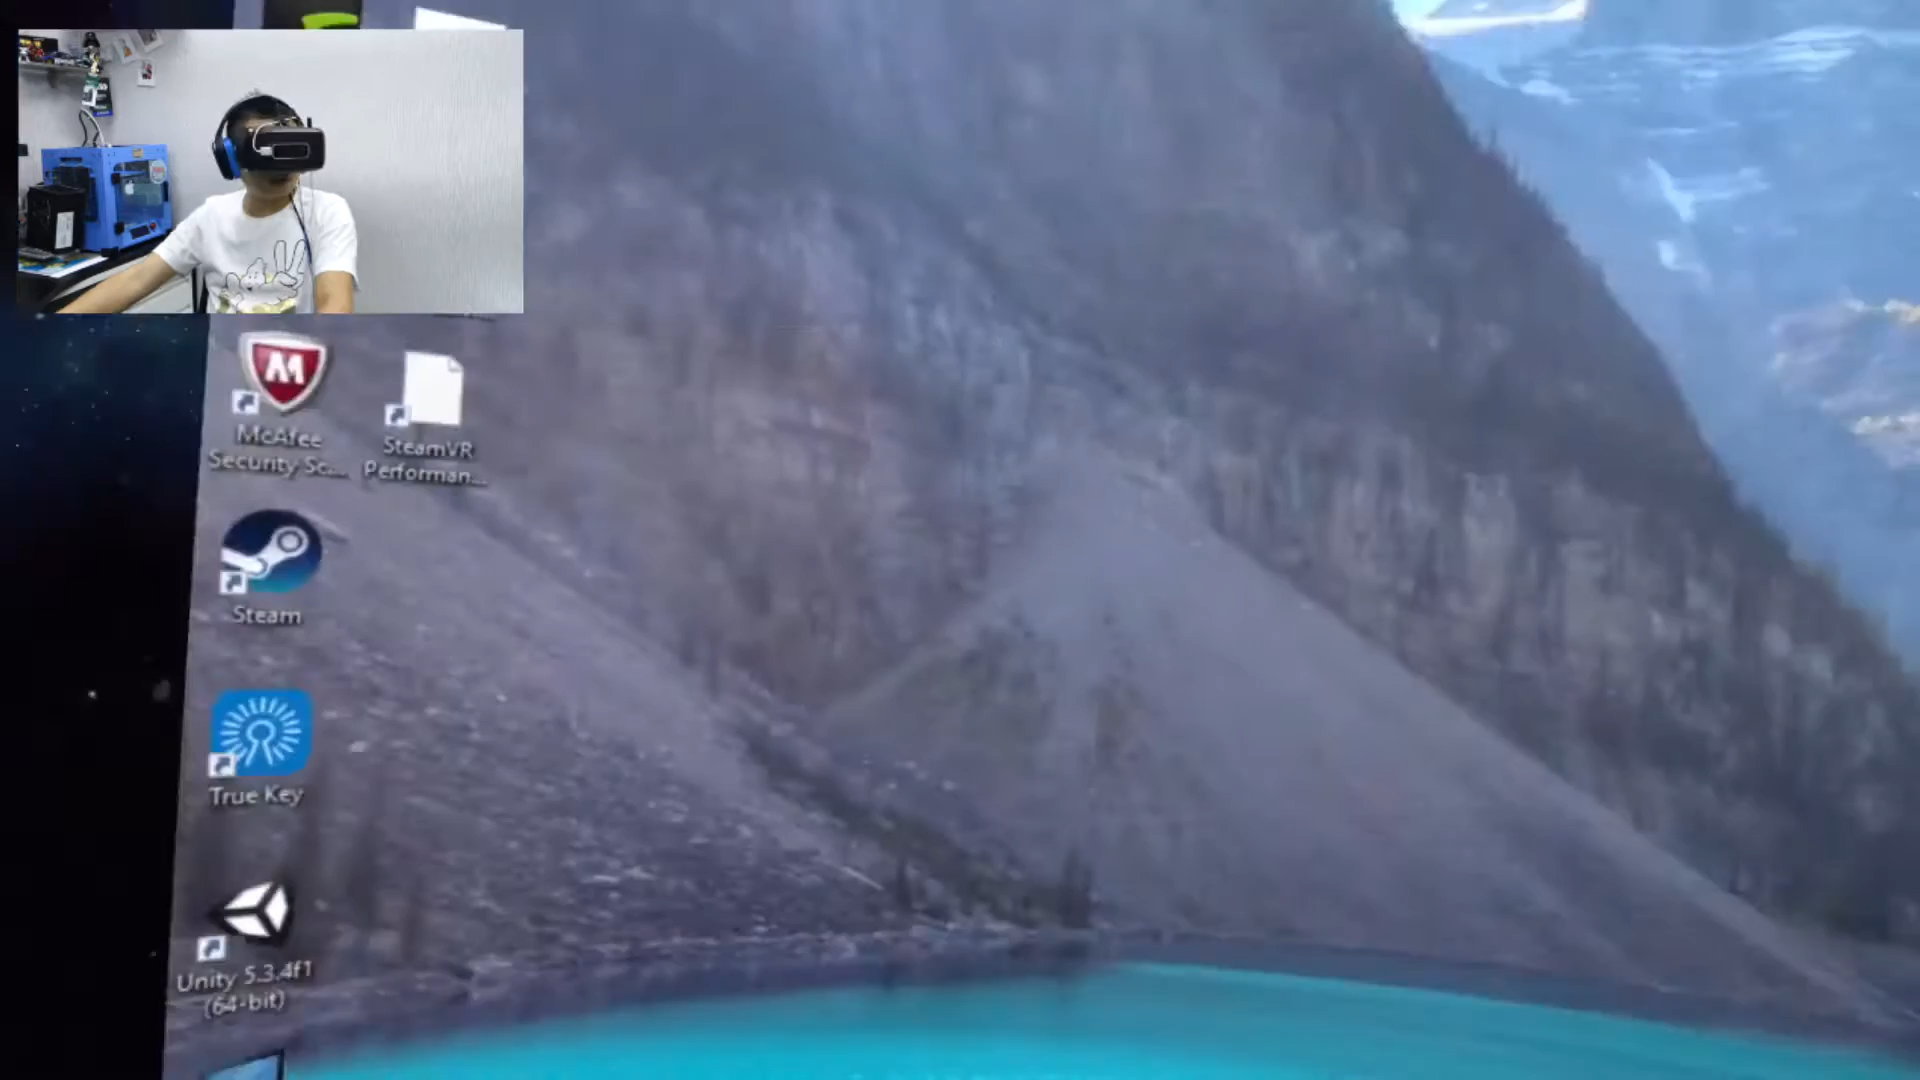 McAfee
Security Sc...
SteamVR
Performan...
Steam
True Key
Unity 5.3.4f1
(64-bit)